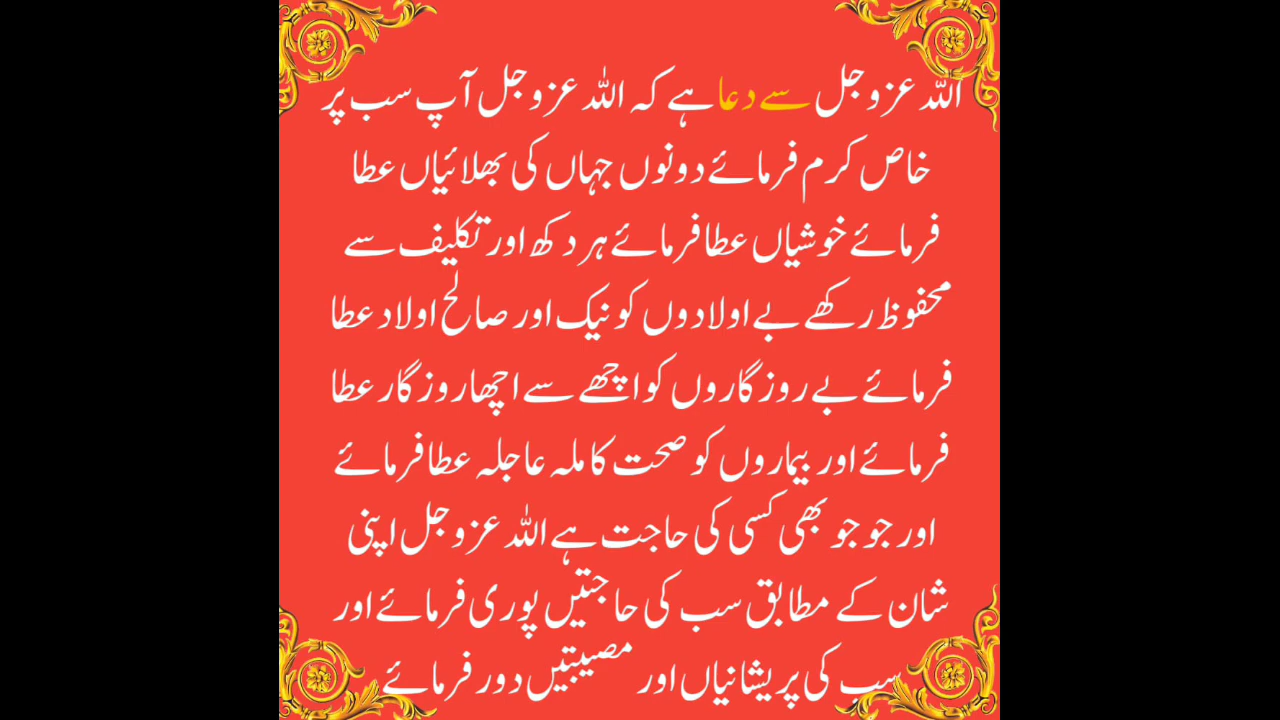 اللہ عزوجل سے دعا ہے کہ اللہ عزوجل آپ سب پر
خاص کرم فرمائے دونوں جہاں کی بھلائیاں عطا
فرمائے خوشیاں عطا فرمائے ہر دکھ اور تکلیف سے
محفوظ رکھے بے اولادوں کو نیک اور صالح اولاد عطا
فرمائے بے روزگاروں کو اچھے سے اچھا روزگار عطا
فرمائے اور بیماروں کو صحت کاملہ عاجلہ عطا فرمائے
اور جو جو بھی کسی کی حاجت ہے اللہ عزوجل اپنی
شان کے مطابق سب کی حاجتیں پوری فرمائے اور
سب کی پریشانیاں اور مصیبتیں دور فرمائے